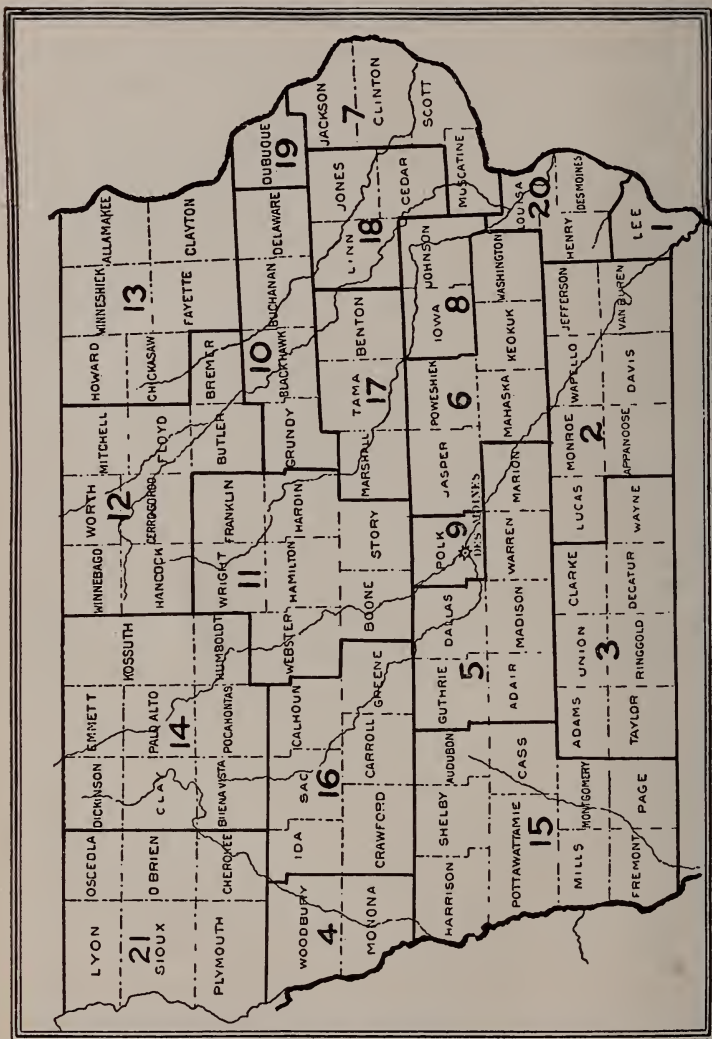 LYON
OSCEOLA
DICKINSON
EMMETT
KOSSUTH
WINNEBAGO
WORTH
MITCHELL
HOWARD
WINNESHIEK
ALLAMAKEE
21
SIOUX
O'BRIEN
CLAY
PALO ALTO
14
HANCOCK
12
CERRO GORDO
FLOYD
CHICKASAW
13
FAYETTE
CLAYTON
PLYMOUTH
CHEROKEE
BUENA VISTA
POCAHONTAS
HUMBOLDT
WRIGHT
11
FRANKLIN
BUTLER
BREMER
10
WOODBURY
4
IDA
SAC
16
CALHOUN
WEBSTER
HAMILTON
HARDIN
GRUNDY
BLACKHAWK
BUCHANAN
DELAWARE
DUBUQUE
19
MONONA
CRAWFORD
CARROLL
GREENE
BOONE
STORY
MARSHALL
TAMA
17
BENTON
LINN
18
JONES
JACKSON
7
CLINTON
HARRISON
SHELBY
AUDUBON
GUTHRIE
5
DALLAS
POLK
9
DES MOINES
JASPER
POWESHIEK
6
IOWA
8
JOHNSON
CEDAR
SCOTT
MUSCATINE
POTTAWATTAMIE
15
CASS
ADAIR
MADISON
WARREN
MARION
MAHASKA
KEOKUK
WASHINGTON
LOUISA
20
MILLS
MONTGOMERY
ADAMS
UNION
3
CLARKE
LUCAS
MONROE
2
WAPELLO
JEFFERSON
HENRY
DESMOINES
FREMONT
PAGE
TAYLOR
RINGGOLD
DECATUR
WAYNE
APPANOOSE
DAVIS
VAN BUREN
LEE
1